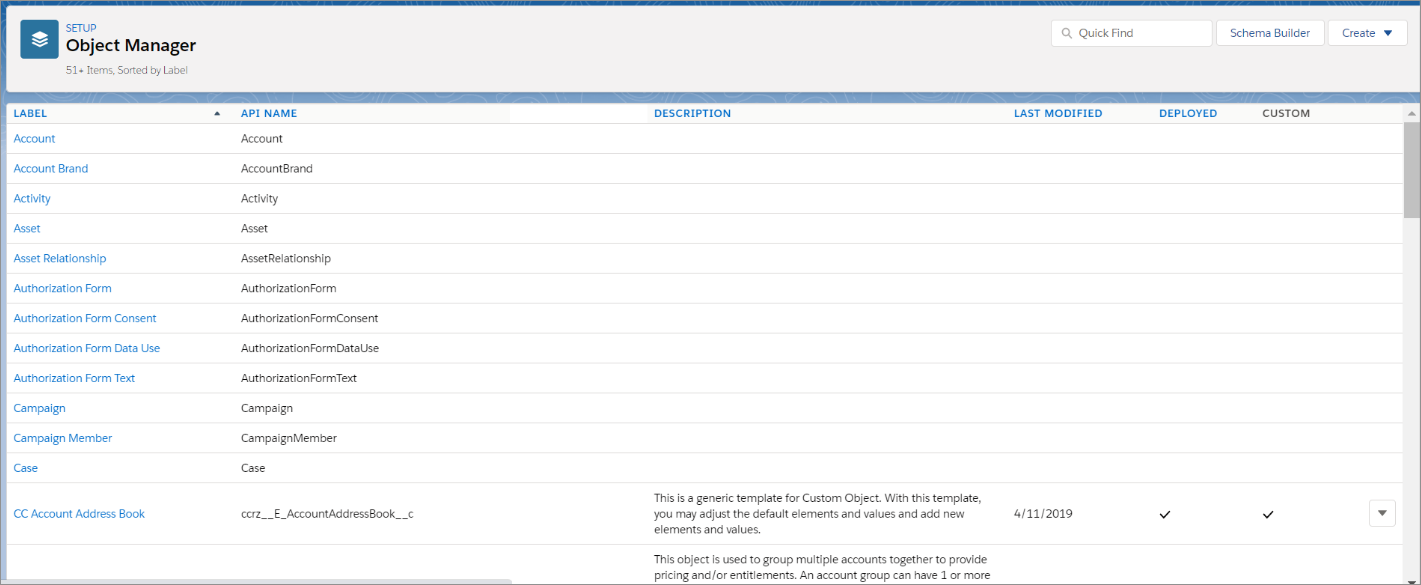 SETUP
Object Manager
51+ Items, Sorted by Label
Quick Find
Schema Builder
Create
LABEL API NAME DESCRIPTION LAST MODIFIED DEPLOYED CUSTOM
Account Account
Account Brand AccountBrand
Activity Activity
Asset Asset
Asset Relationship AssetRelationship
Authorization Form AuthorizationForm
Authorization Form Consent AuthorizationFormConsent
Authorization Form Data Use AuthorizationFormDataUse
Authorization Form Text AuthorizationFormText
Campaign Campaign
Campaign Member CampaignMember
Case Case
CC Account Address Book ccrz__E_AccountAddressBook__c
This is a generic template for Custom Object. With this template,
you may adjust the default elements and values and add new
elements and values.
4/11/2019
This object is used to group multiple accounts together to provide
pricing and/or entitlements. An account group can have 1 or more